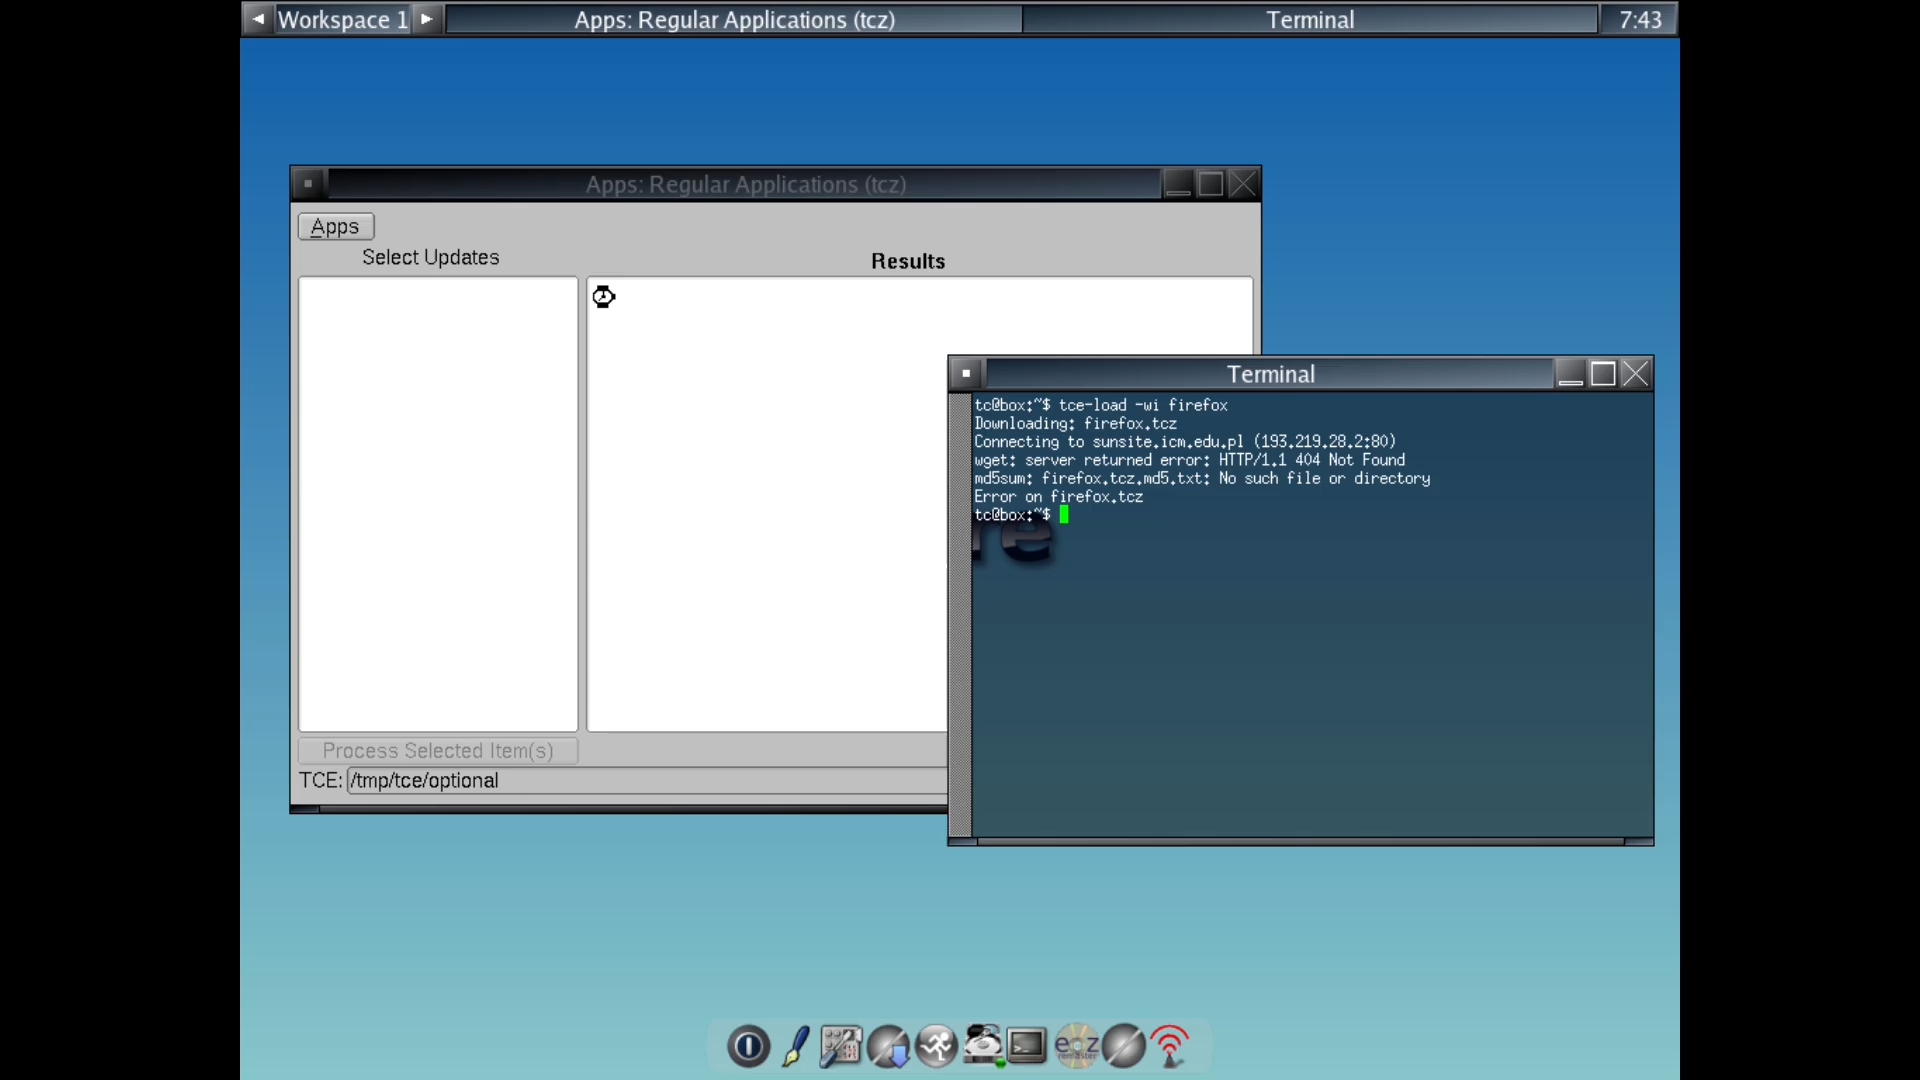 Workspace 1
Apps: Regular Applications (tcz)
Terminal
7:43
Apps: Regular Applications (tcz)
Apps
Select Updates
Results
Process Selected Item(s)
TCE: /tmp/tce/optional
Terminal
tc@box:~$ tce-load -wi firefox
Downloading: firefox.tcz
Connecting to sunsite.icm.edu.pl (193.219.28.2:80)
wget: server returned error: HTTP/1.1 404 Not Found
md5sum: firefox.tcz.md5.txt: No such file or directory
Error on firefox.tcz
tc@box:~$
re